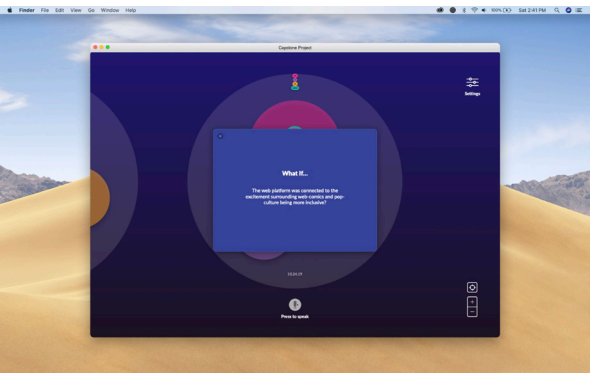 Finder File Edit View Go Window Help
100% Sat 2:41 PM
Capstone Project
Settings
What If...
The web platform was connected to the
excitement surrounding web-comics and pop-
culture being more inclusive?
Press to speak